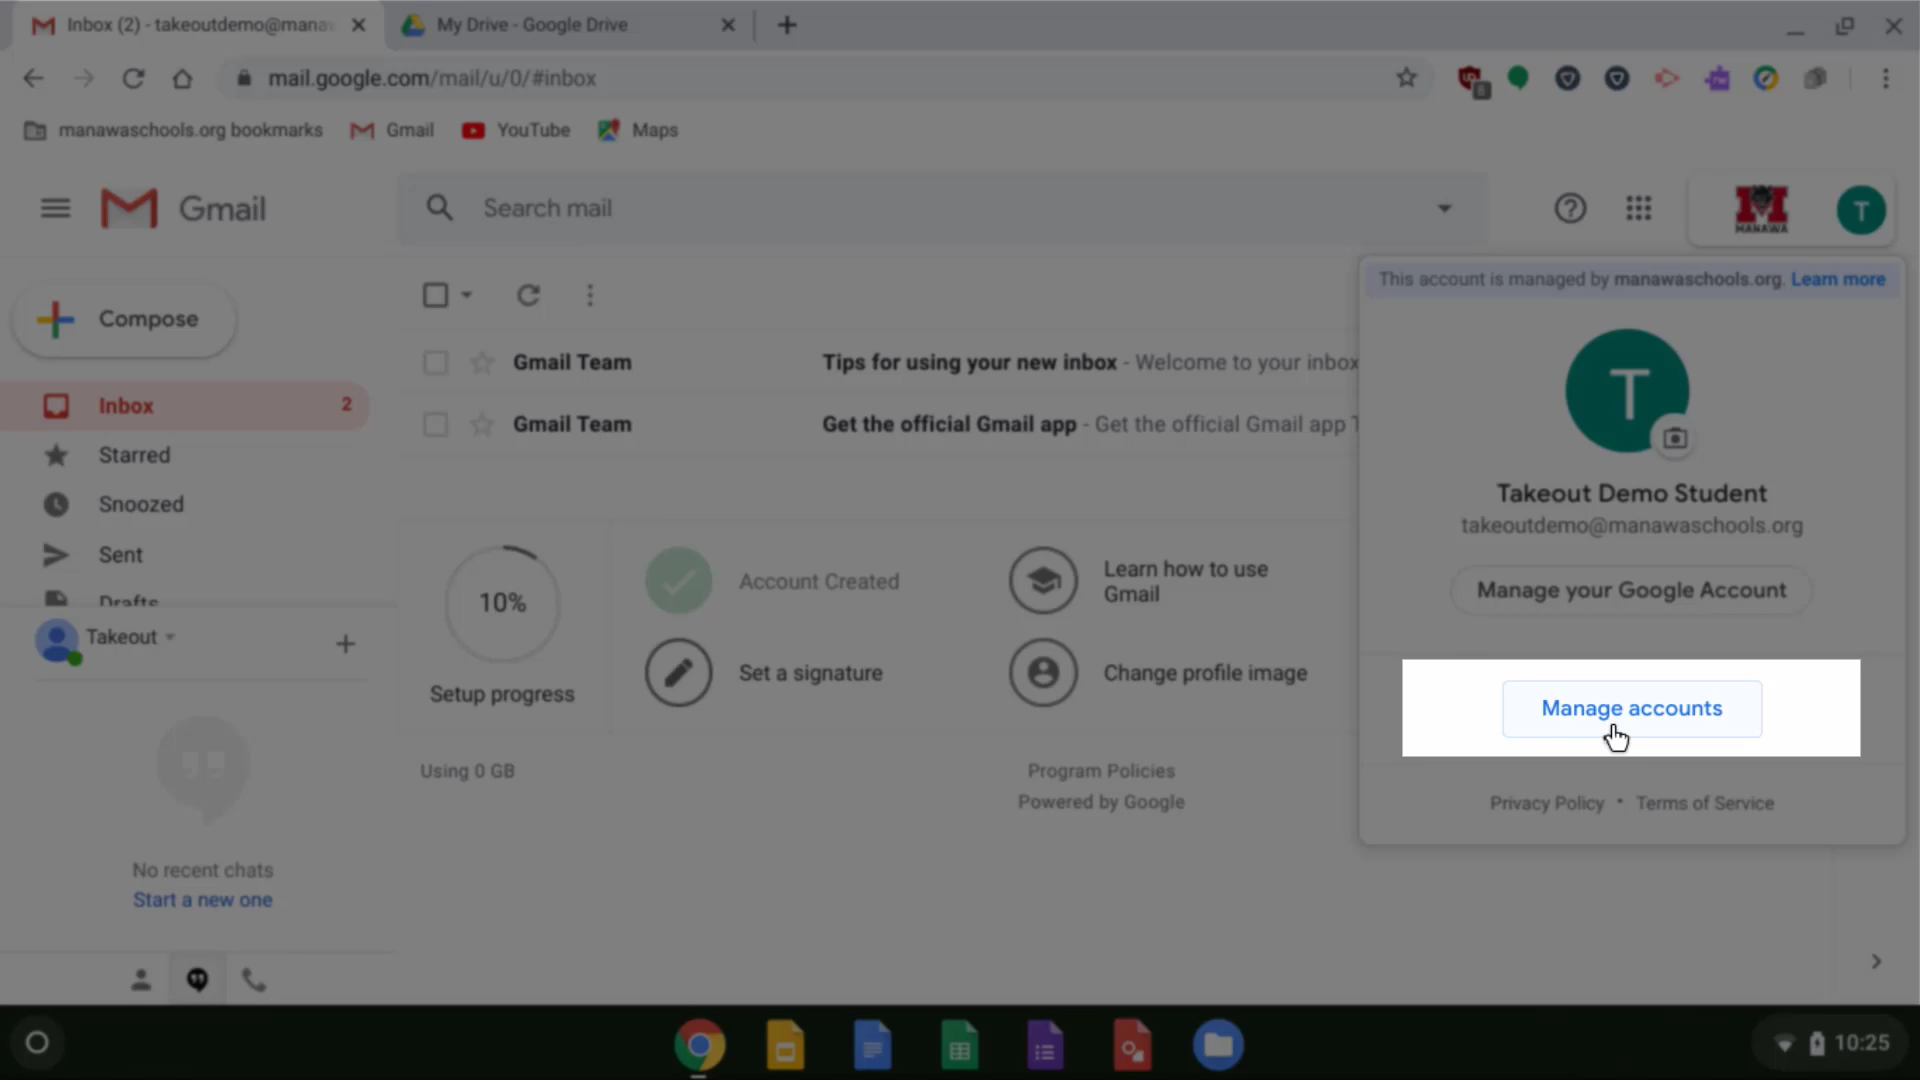 Inbox (2) - takeoutdemo@mana
My Drive - Google Drive
mail.google.com/mail/u/0/#inbox
manawaschools.org bookmarks
Gmail
YouTube
Maps
Gmail
Search mail
MANAWA
T
This account is managed by manawaschools.org. Learn more
Compose
Gmail Team
Tips for using your new inbox - Welcome to your inbox
Gmail Team
Get the official Gmail app - Get the official Gmail app
T
Inbox
2
Starred
Snoozed
Sent
Drafts
Takeout Demo Student
takeoutdemo@manawaschools.org
Manage your Google Account
Takeout
10%
Setup progress
Account Created
Learn how to use
Gmail
Set a signature
Change profile image
Manage accounts
Using 0 GB
Program Policies
Powered by Google
Privacy Policy • Terms of Service
No recent chats
Start a new one
10:25